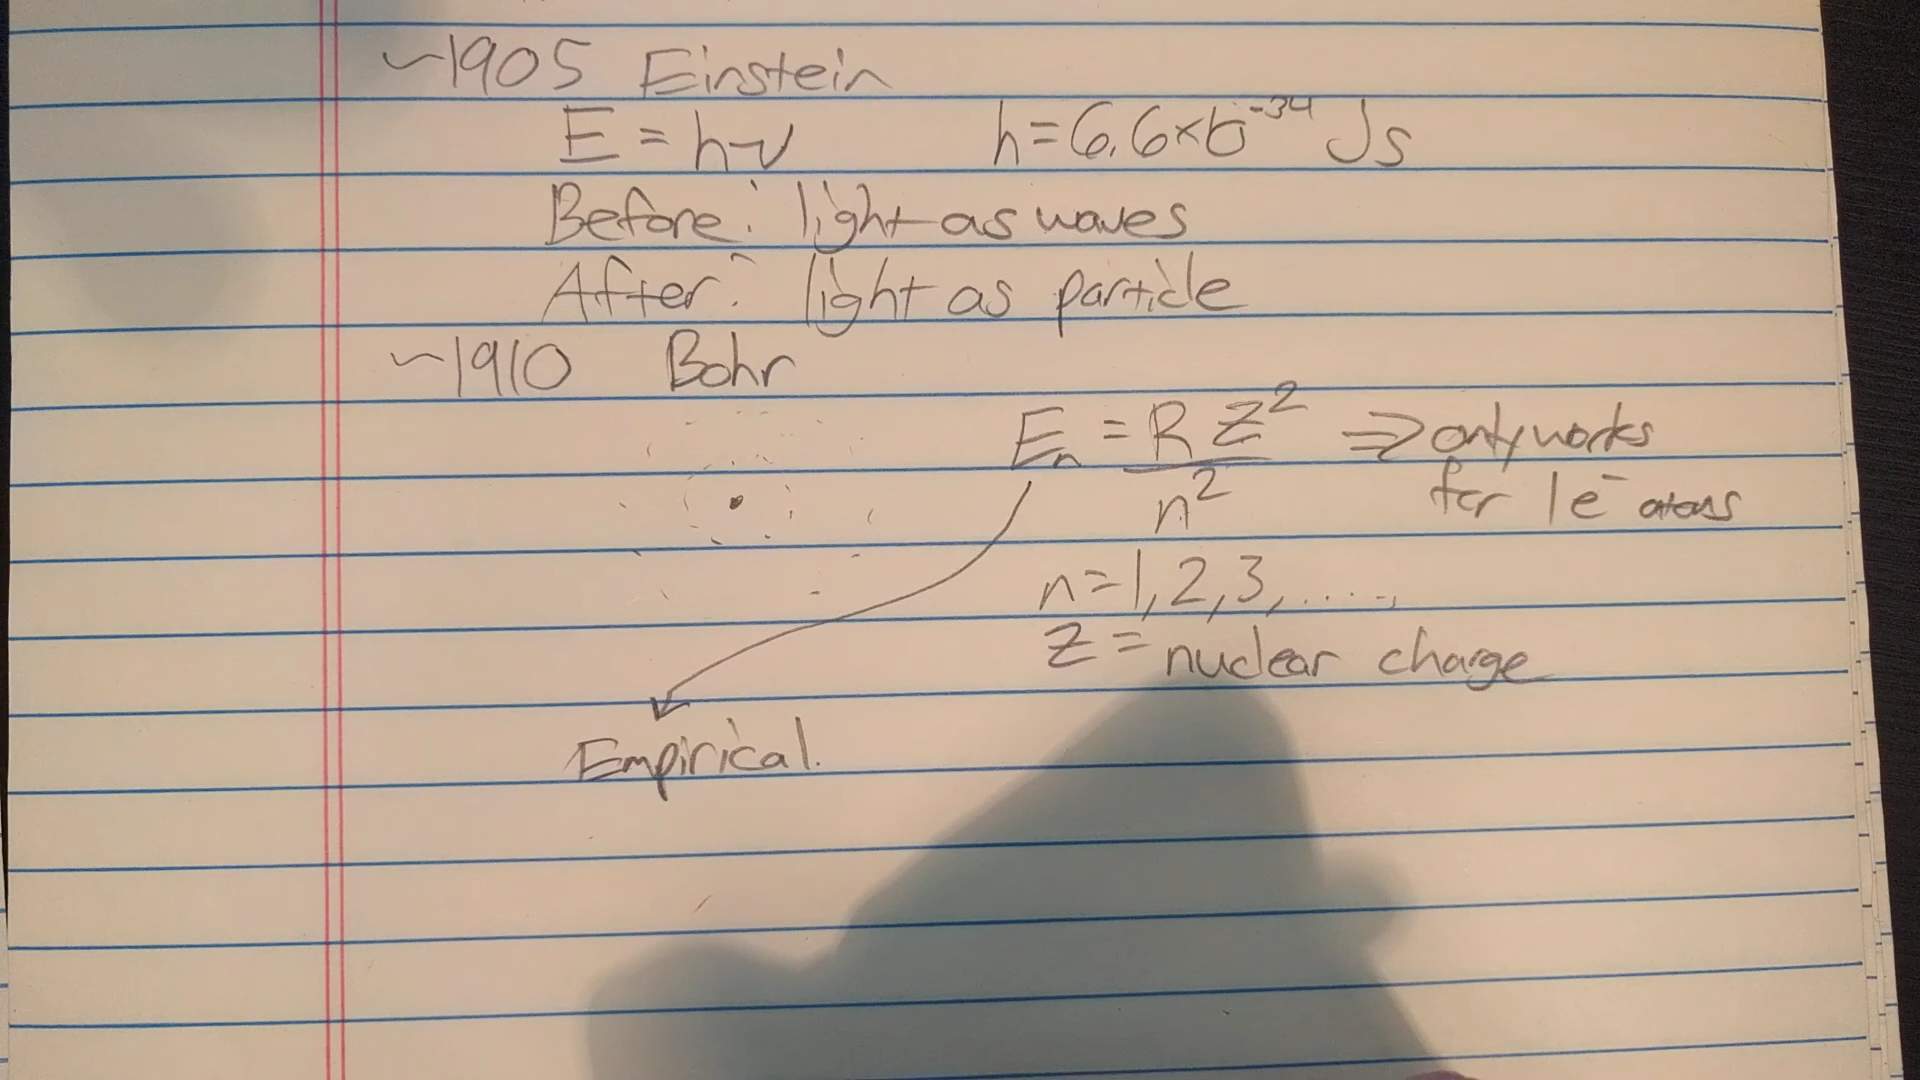 ~1905 Einstein
E = hν h = 6.6×10⁻³⁴ Js
Before: light as waves
After: light as particle
~1910 Bohr
Eₙ = R Z² / n² ⇒ only works
for 1e⁻ atoms
n = 1, 2, 3, .....,
Z = nuclear charge
Empirical.